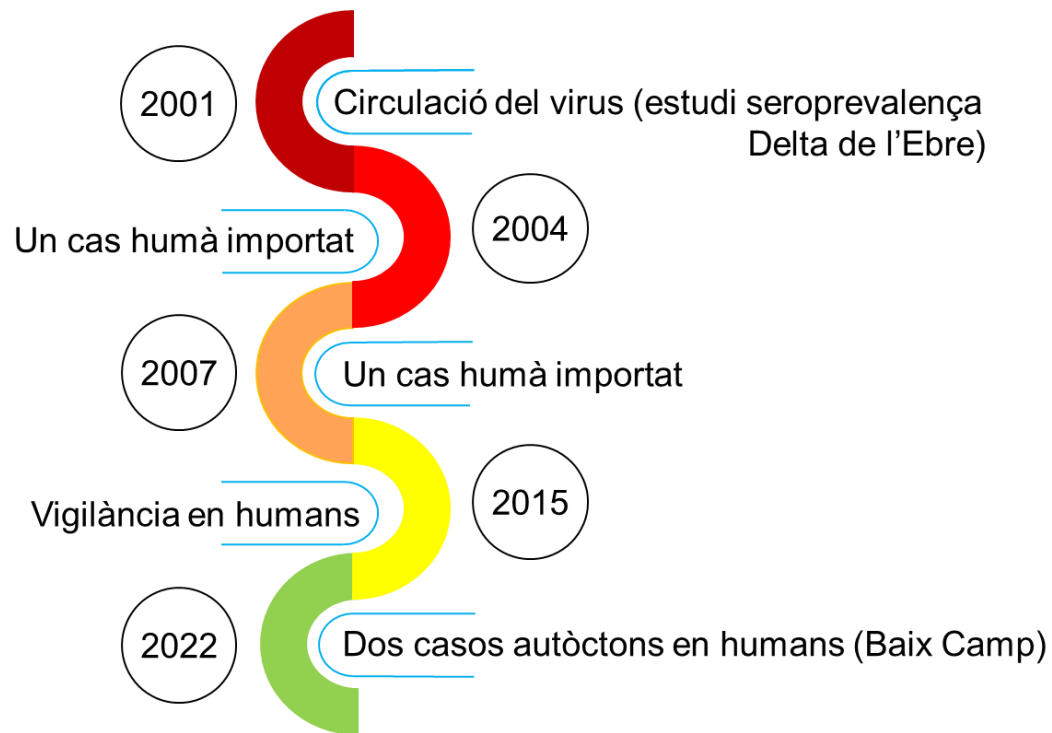 2001
Circulació del virus (estudi seroprevalença
Delta de l’Ebre)
2004
Un cas humà importat
2007
Un cas humà importat
2015
Vigilància en humans
2022
Dos casos autòctons en humans (Baix Camp)